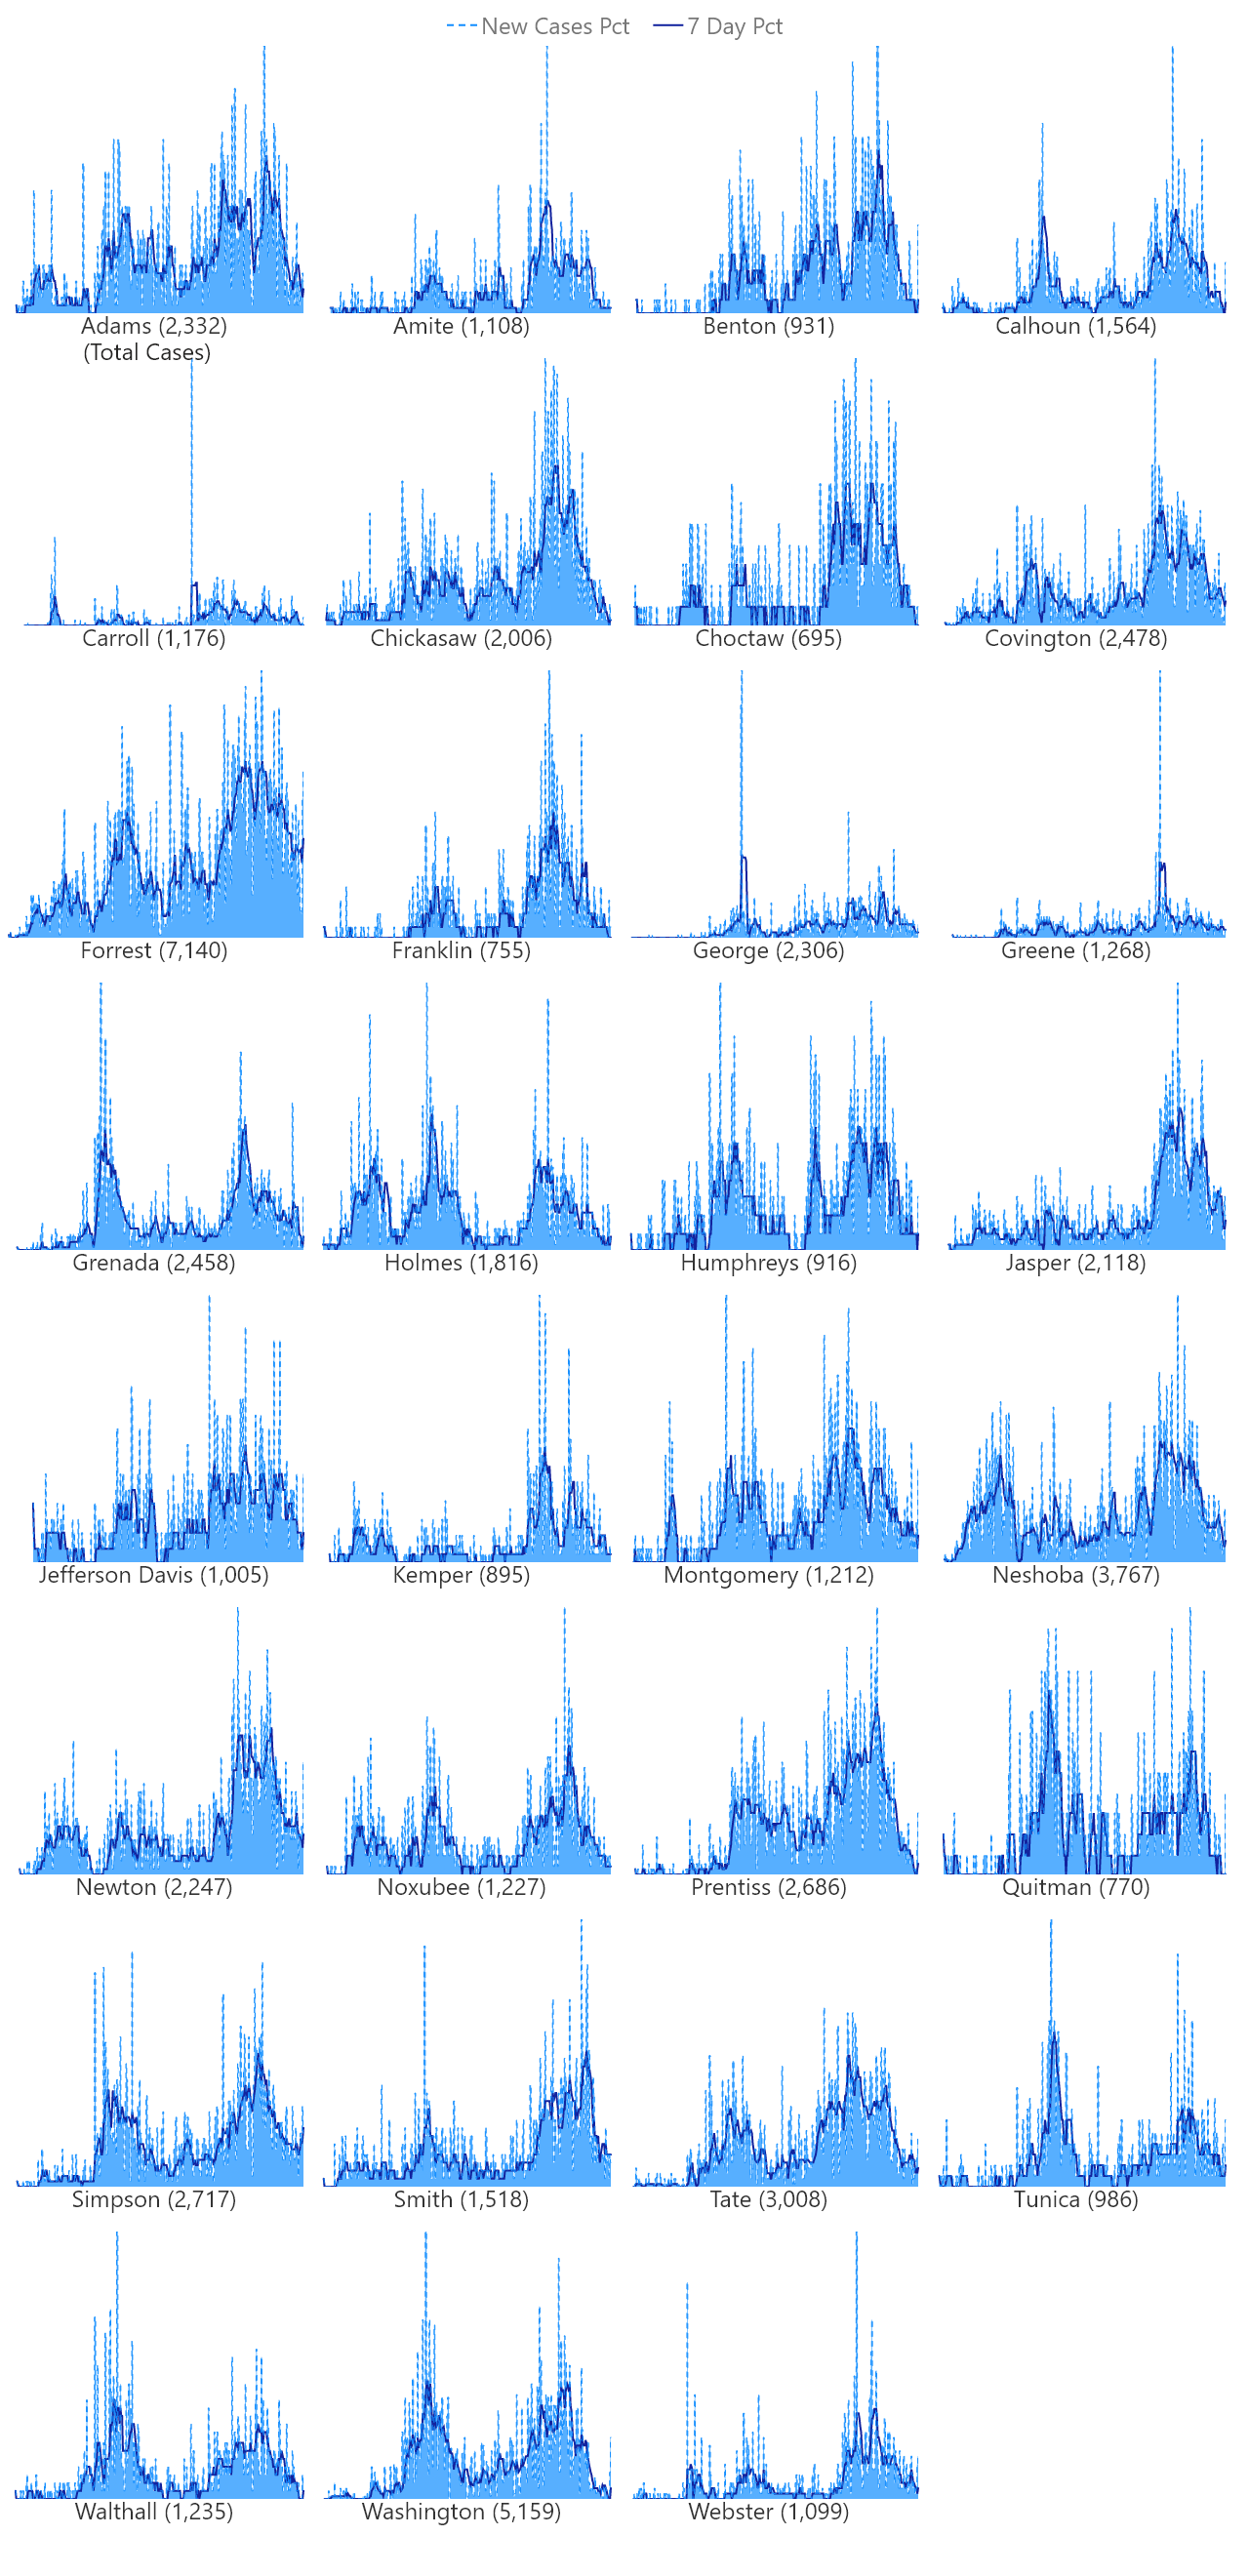 New Cases Pct 7 Day Pct
Adams (2,332) Amite (1,108) Benton (931) Calhoun (1,564)
(Total Cases)
Carroll (1,176) Chickasaw (2,006) Choctaw (695) Covington (2,478)
Forrest (7,140) Franklin (755) George (2,306) Greene (1,268)
Grenada (2,458) Holmes (1,816) Humphreys (916) Jasper (2,118)
Jefferson Davis (1,005) Kemper (895) Montgomery (1,212) Neshoba (3,767)
Newton (2,247) Noxubee (1,227) Prentiss (2,686) Quitman (770)
Simpson (2,717) Smith (1,518) Tate (3,008) Tunica (986)
Walthall (1,235) Washington (5,159) Webster (1,099)